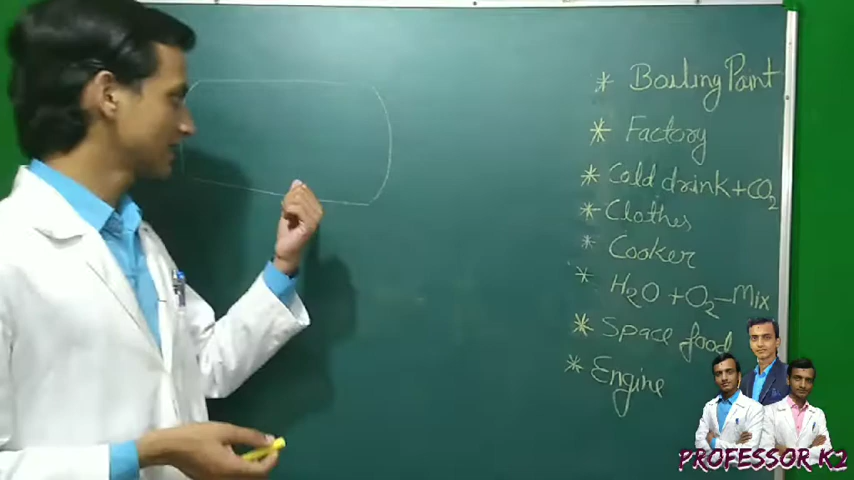 * Boiling Point
* Factory
* Cold drink + CO2
* Clothes
* Cooker
* H2O + O2 - Mix
* Space food
* Engine
PROFESSOR K2